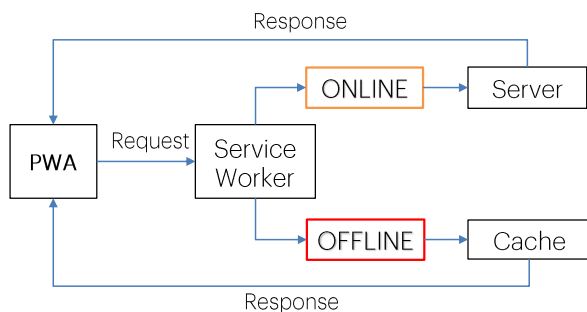 Response
ONLINE
Server
Request
PWA
Service
Worker
OFFLINE
Cache
Response